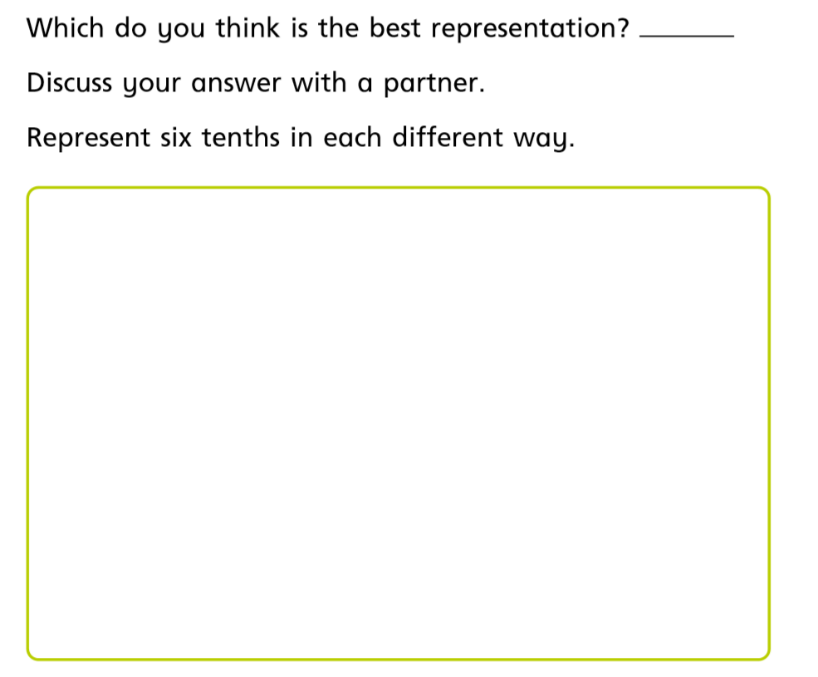 Which do you think is the best representation? ______
Discuss your answer with a partner.
Represent six tenths in each different way.